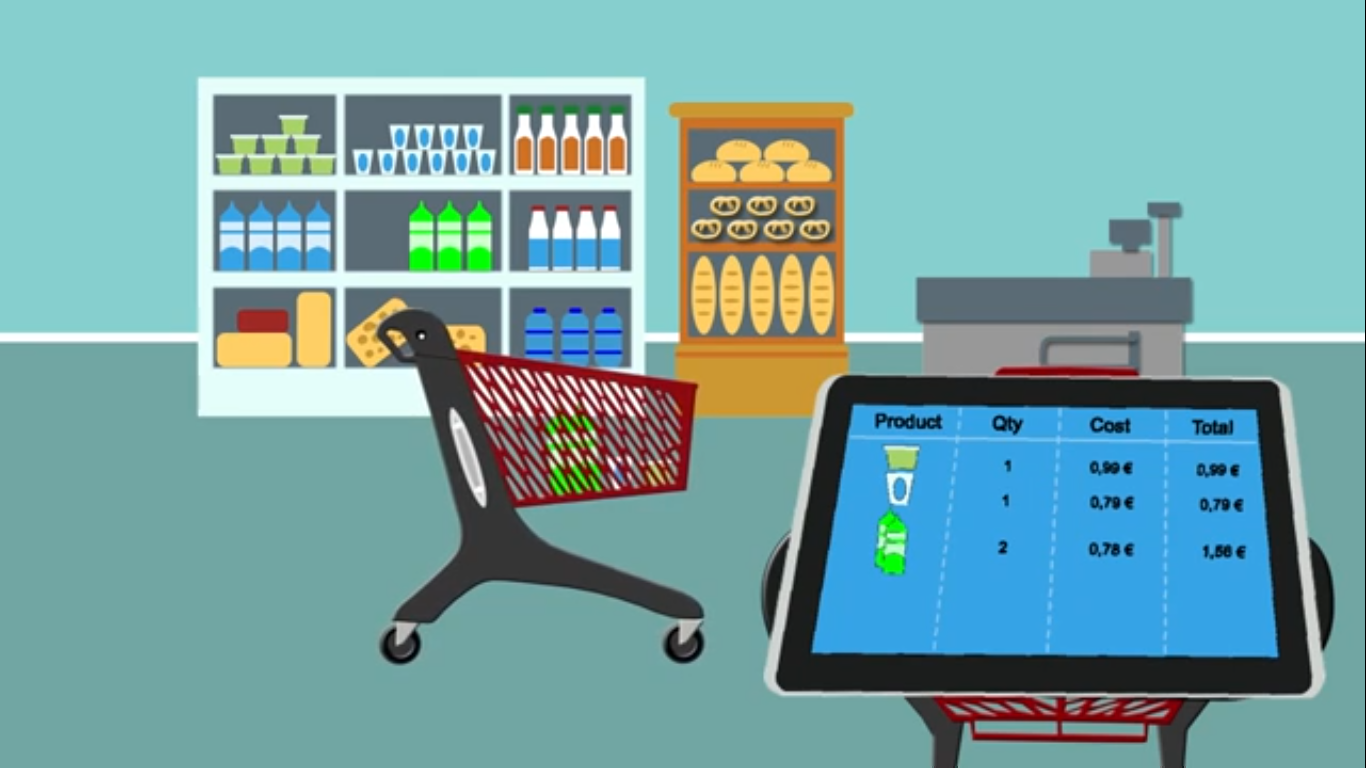 Product Qty Cost Total
1 0,99 € 0,99 €
1 0,79 € 0,79 €
2 0,78 € 1,56 €